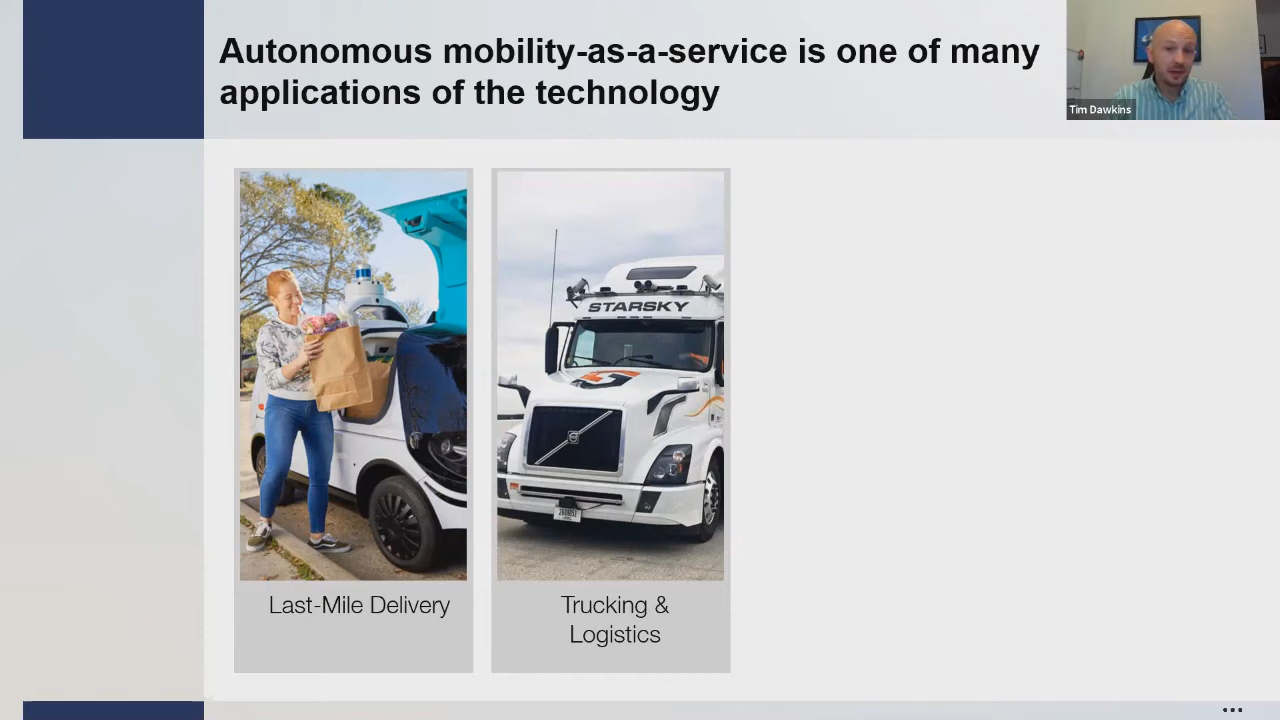 Autonomous mobility-as-a-service is one of many
applications of the technology
Tim Dawkins
STARSKY
Last-Mile Delivery
Trucking &
Logistics